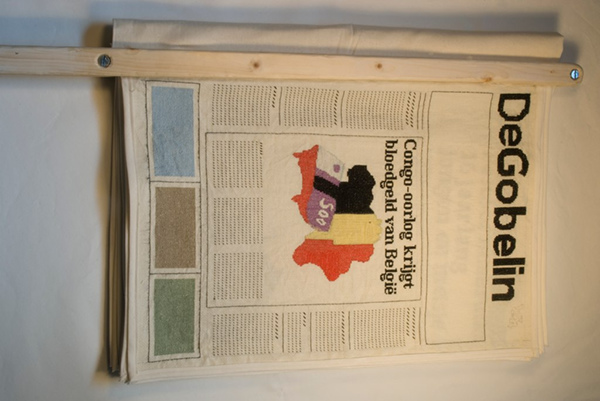 DeGobelin
Congo-oorlog krijgt
bloedgeld van België
500